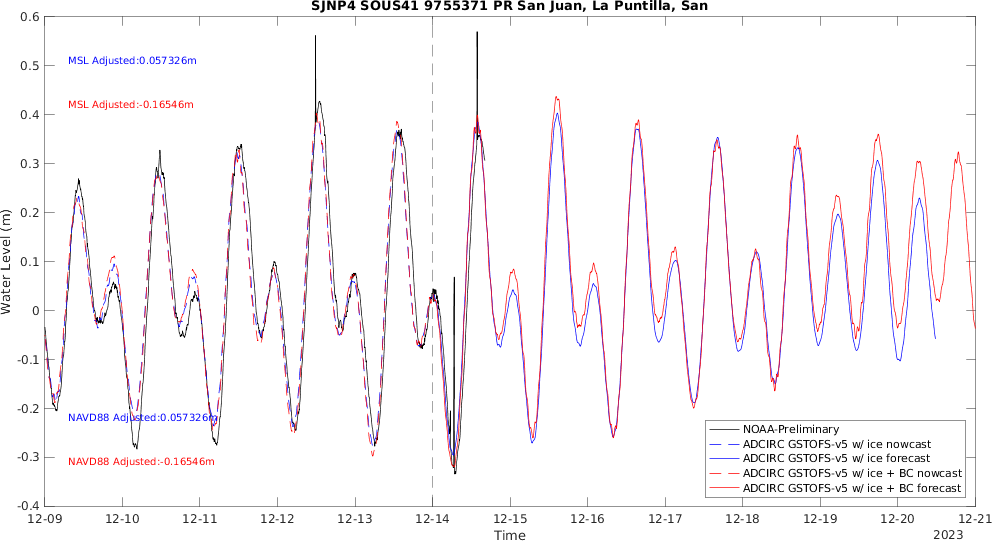 SJNP4 SOUS41 9755371 PR San Juan, La Puntilla, San
0.6
0.5
0.4
0.3
0.2
0.1
0
-0.1
-0.2
-0.3
-0.4
Water Level (m)
MSL Adjusted:0.057326m
MSL Adjusted:-0.16546m
NAVD88 Adjusted:0.057326m
NAVD88 Adjusted:-0.16546m
NOAA-Preliminary
ADCIRC GSTOFS-v5 w/ ice nowcast
ADCIRC GSTOFS-v5 w/ ice forecast
ADCIRC GSTOFS-v5 w/ ice + BC nowcast
ADCIRC GSTOFS-v5 w/ ice + BC forecast
12-09 12-10 12-11 12-12 12-13 12-14 12-15 12-16 12-17 12-18 12-19 12-20 12-21
Time
2023